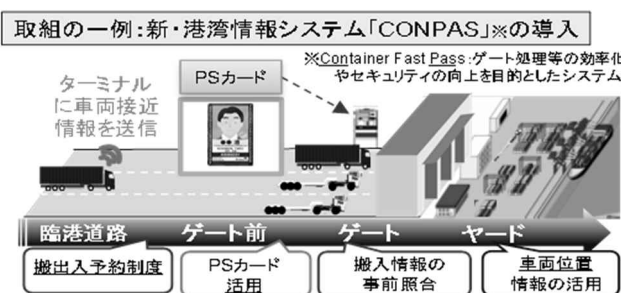 取組の一例:新・港湾情報システム「CONPAS」※の導入
※Container Fast Pass:ゲート処理等の効率化
やセキュリティの向上を目的としたシステム
ターミナル
に車両接近
情報を送信
PSカード
臨港道路 ゲート前 ゲート ヤード
搬出入予約制度
PSカード
活用
搬入情報の
事前照合
車両位置
情報の活用